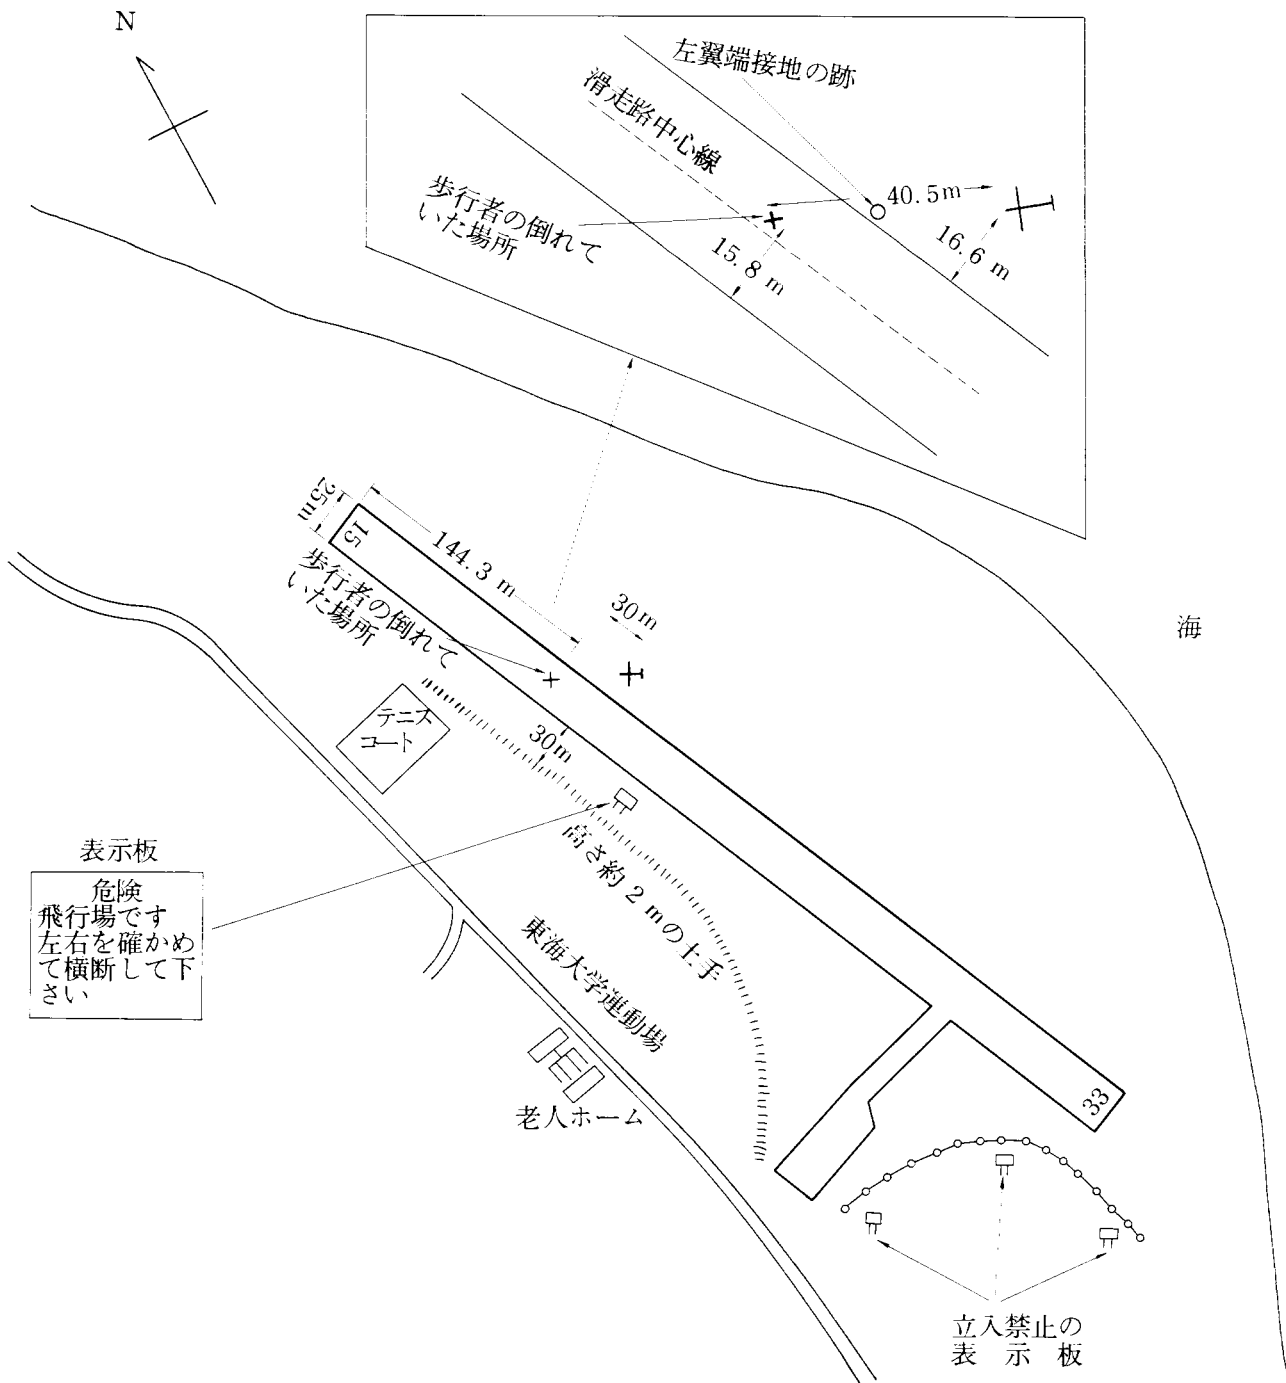 N
左翼端接地の跡
滑走路中心線
歩行者の倒れて
いた場所
40.5m
15.8 m
16.6 m
25m
15
144.3 m
歩行者の倒れて
いた場所
30m
海
テニス
コート
30m
表示板
危険
飛行場です
左右を確かめ
て横断して下
さい
高さ約2mの土手
東海大学運動場
老人ホーム
33
立入禁止の
表示板